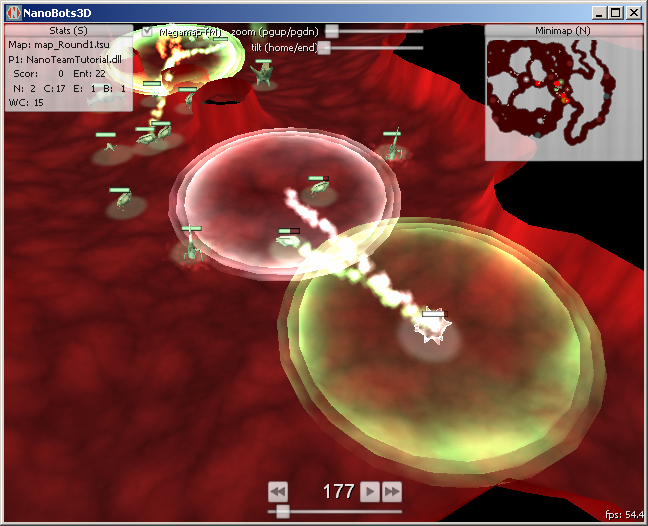 NanoBots3D
Stats (S)
Map: map_Round1.tsu
P1: NanoTeamTutorial.dll
Scor: 0 Ent: 22
N: 2 C:17 E: 1 B: 1
WC: 15
Megamap (M) zoom (pgup/pgdn)
tilt (home/end)
Minimap (N)
177
fps: 54.4